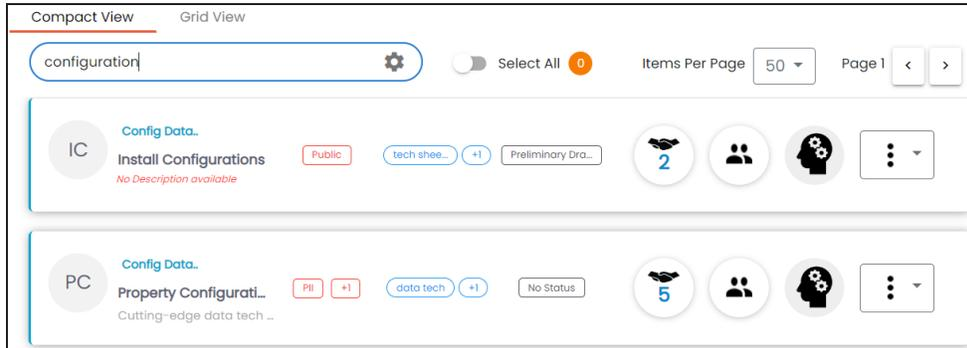 Compact View Grid View
configuration Select All 0 Items Per Page 50 Page 1 < >
Config Data..
IC Install Configurations Public tech shee... +1 Preliminary Dra... 2
No Description available
Config Data..
PC Property Configurati... PII +1 data tech +1 No Status 5
Cutting-edge data tech ...